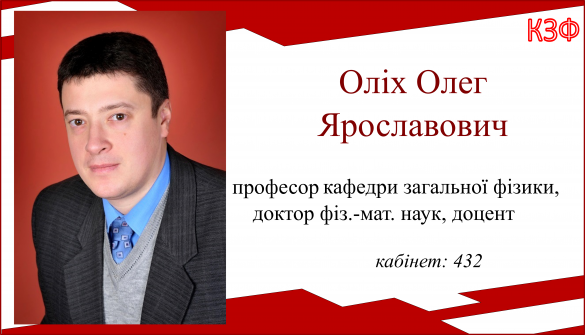 КЗФ
Оліх Олег
Ярославович
професор кафедри загальної фізики,
доктор фіз.-мат. наук, доцент
кабінет: 432